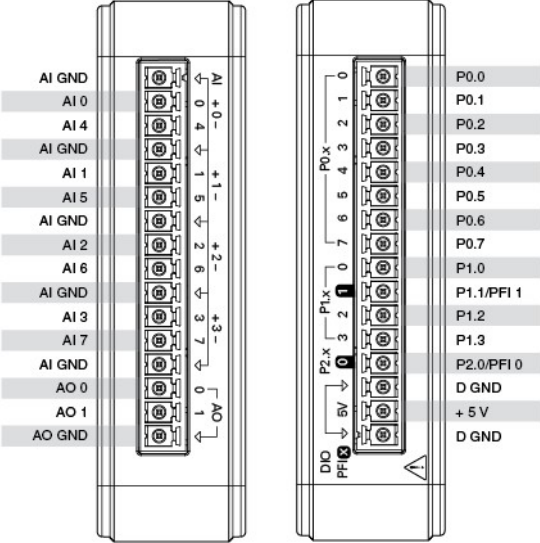 AI GND
AI 0
AI 4
AI GND
AI 1
AI 5
AI GND
AI 2
AI 6
AI GND
AI 3
AI 7
AI GND
AO 0
AO 1
AO GND
AI
0
4
1
5
2
6
3
7
0
1
+ 0 -
+ 1 -
+ 2 -
+ 3 -
AO
P0.x
P1.x
P2.x
DIO
PFI X
0
1
2
3
4
5
6
7
0
1
2
3
0
5V
P0.0
P0.1
P0.2
P0.3
P0.4
P0.5
P0.6
P0.7
P1.0
P1.1/PFI 1
P1.2
P1.3
P2.0/PFI 0
D GND
+ 5 V
D GND